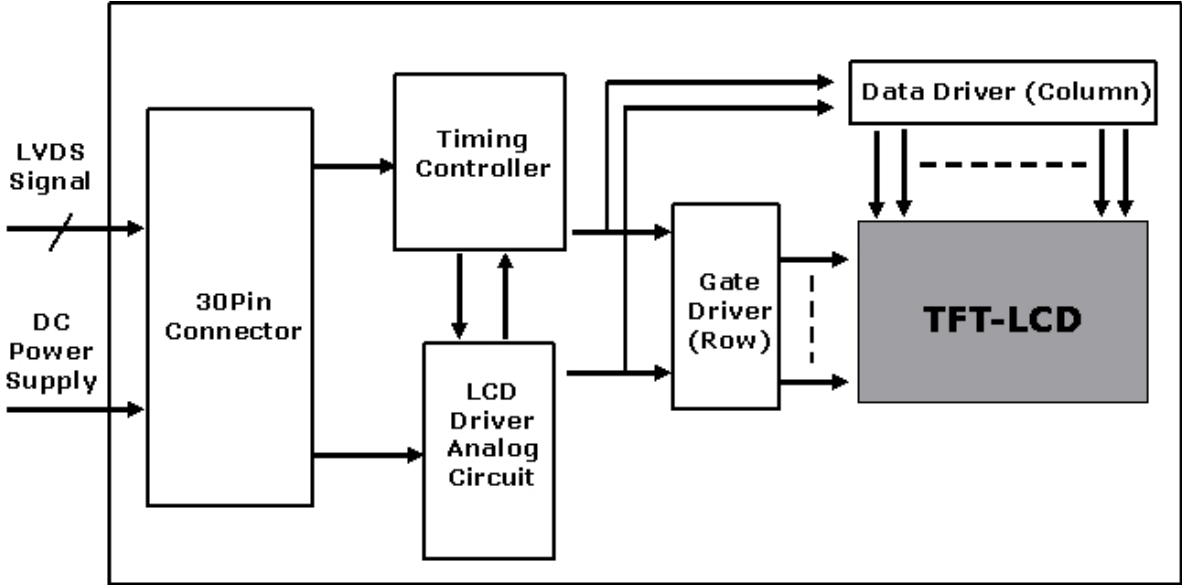 LVDS
Signal
DC
Power
Supply
30Pin
Connector
Timing
Controller
LCD
Driver
Analog
Circuit
Gate
Driver
(Row)
Data Driver (Column)
TFT-LCD